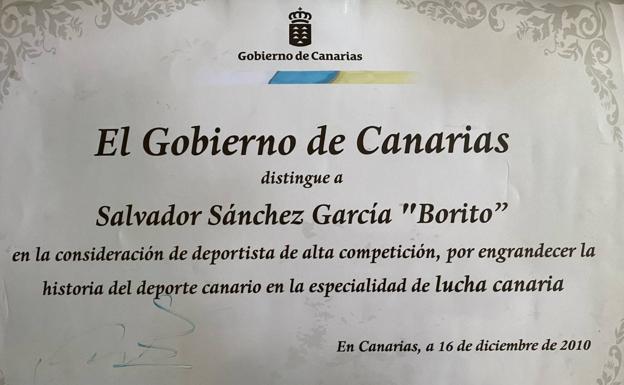 Gobierno de Canarias
El Gobierno de Canarias
distingue a
Salvador Sánchez García "Borito”
en la consideración de deportista de alta competición, por engrandecer la
historia del deporte canario en la especialidad de lucha canaria
En Canarias, a 16 de diciembre de 2010